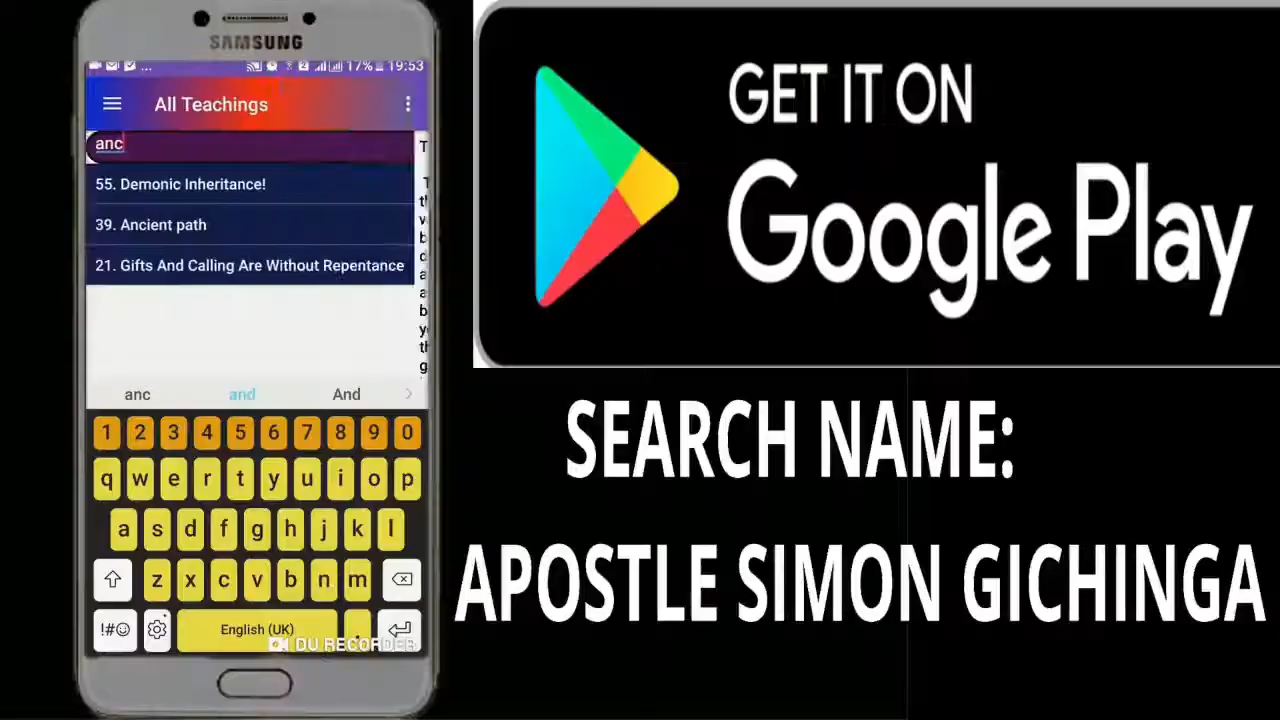 SAMSUNG
... 2 17% 19:53
All Teachings
anc
55. Demonic Inheritance!
39. Ancient path
21. Gifts And Calling Are Without Repentance
anc and And
1 2 3 4 5 6 7 8 9 0
q w e r t y u i o p
a s d f g h j k l
z x c v b n m
!#☺ English (UK) .
DU RECORDER
GET IT ON
Google Play
SEARCH NAME:
APOSTLE SIMON GICHINGA